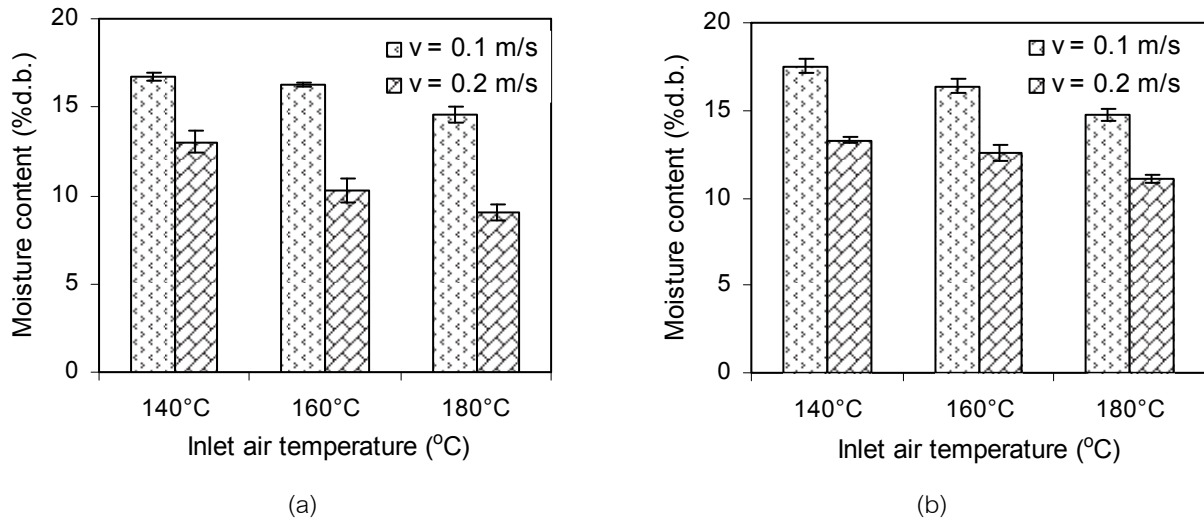 20
15
10
5
0
Moisture content (%d.b.)
v = 0.1 m/s
v = 0.2 m/s
140°C 160°C 180°C
Inlet air temperature (°C)
(a)
20
15
10
5
0
Moisture content (%d.b.)
v = 0.1 m/s
v = 0.2 m/s
140°C 160°C 180°C
Inlet air temperature (°C)
(b)